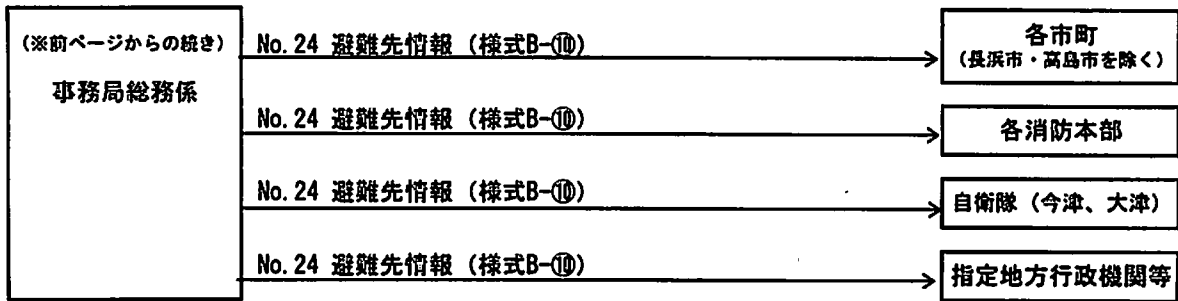 (※前ページからの続き)
事務局総務係
No.24 避難先情報 (様式B-⑩)
各市町
(長浜市・高島市を除く)
No.24 避難先情報 (様式B-⑩)
各消防本部
No.24 避難先情報 (様式B-⑩)
自衛隊 (今津、大津)
No.24 避難先情報 (様式B-⑩)
指定地方行政機関等